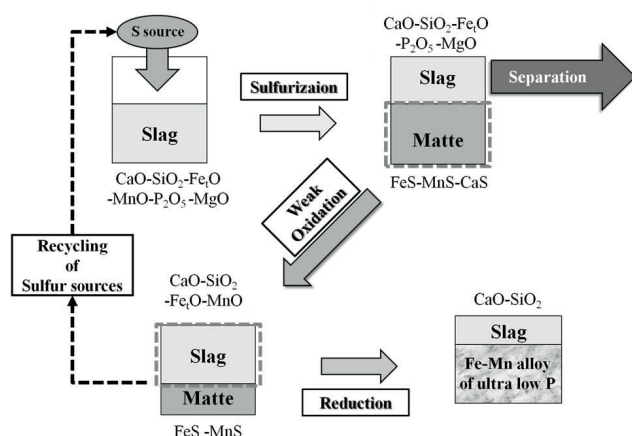 S source
Slag
CaO-SiO₂-FeₜO
-MnO-P₂O₅-MgO
Sulfurizaion
CaO-SiO₂-FeₜO
-P₂O₅-MgO
Slag
Matte
FeS-MnS-CaS
Separation
Weak
Oxidation
Recycling
of
Sulfur sources
CaO-SiO₂
-FeₜO-MnO
Slag
Matte
FeS -MnS
Reduction
CaO-SiO₂
Slag
Fe-Mn alloy
of ultra low P